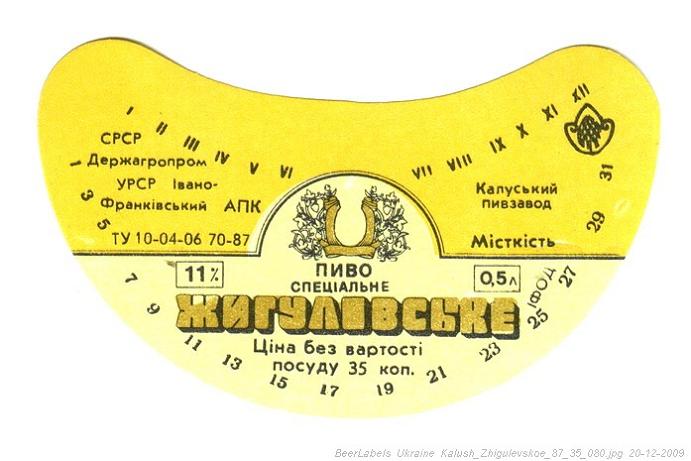 I II III IV V VI VII VIII IX X XI XII
СРСР
Держагропром
УРСР Івано-
Франківський АПК
ТУ 10-04-06 70-87
Калуський
пивзавод
Місткість
11% ПИВО 0,5л
СПЕЦІАЛЬНЕ
ЖИГУЛІВСЬКЕ
Ціна без вартості
посуду 35 коп.
1 3 5 7 9 11 13 15 17 19 21 23 25 27 29 31
ІФОД
BeerLabels Ukraine Kalush_Zhigulevskoe_87_35_080.jpg 20-12-2009